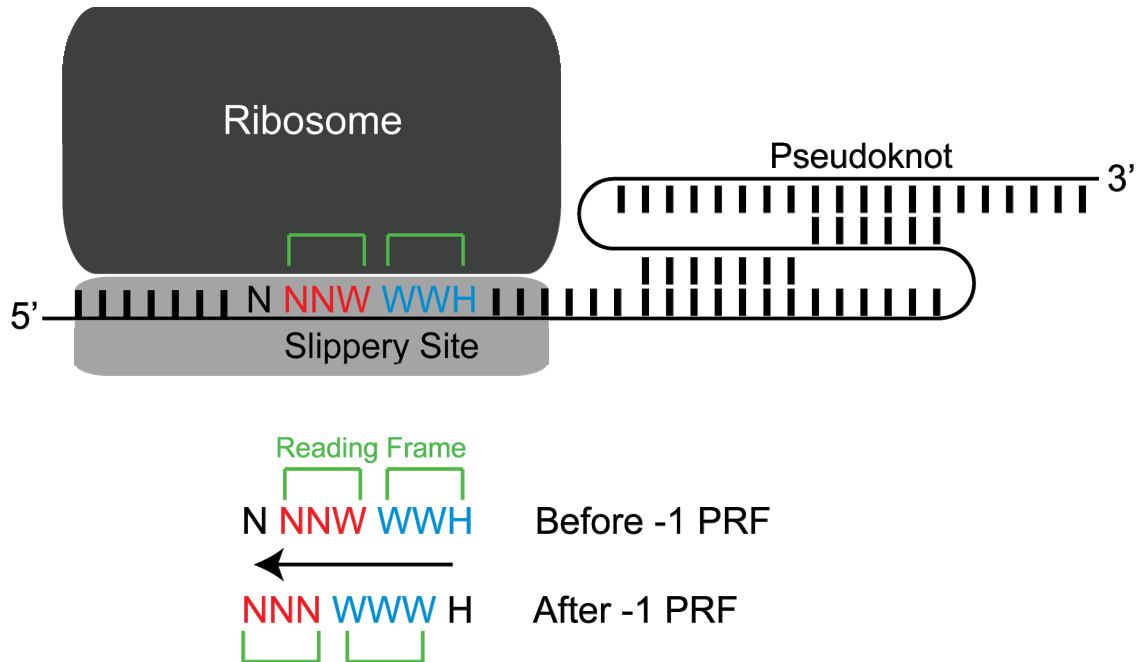 Ribosome
Pseudoknot
3’
N NNW WWH
5’
Slippery Site
Reading Frame
N NNW WWH Before -1 PRF
NNN WWW H After -1 PRF